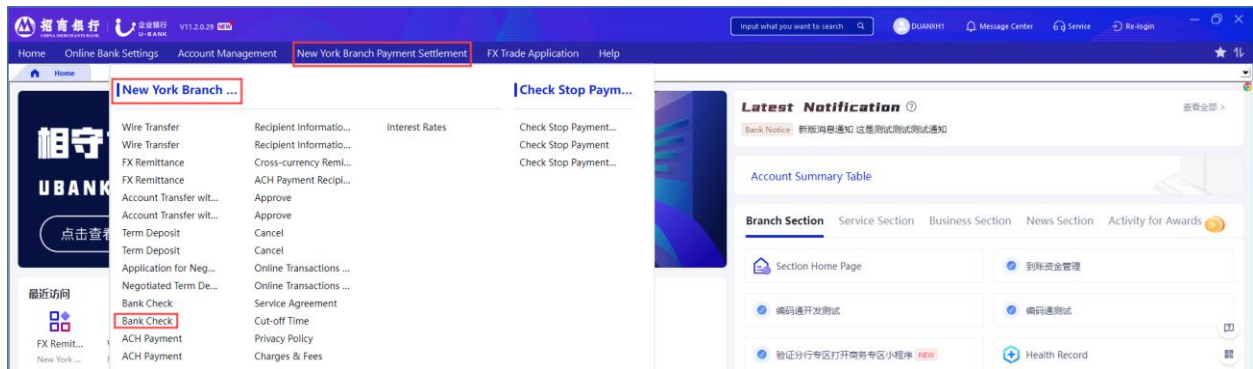 招商银行 企业银行 V11.2.0.29 NEW Input what you want to search DUANXH1 Message Center Service Re-login
CHINA MERCHANTS BANK U-BANK
Home Online Bank Settings Account Management New York Branch Payment Settlement FX Trade Application Help
Home
New York Branch ...
Check Stop Paym...
Wire Transfer Recipient Informatio... Interest Rates Check Stop Payment...
Wire Transfer Recipient Informatio... Check Stop Payment
FX Remittance Cross-currency Remi... Check Stop Payment...
FX Remittance ACH Payment Recipi...
Account Transfer wit... Approve
Account Transfer wit... Approve
Term Deposit Cancel
Term Deposit Cancel
Application for Neg... Online Transactions ...
Negotiated Term De... Online Transactions ...
Bank Check Service Agreement
Bank Check Cut-off Time
ACH Payment Privacy Policy
ACH Payment Charges & Fees
相守
UBANK
点击查看
最近访问
FX Remit...
New York ...
Latest Notification 查看全部 >
Bank Notice 新版消息通知 这是测试测试测试通知
Account Summary Table
Branch Section Service Section Business Section News Section Activity for Awards
Section Home Page 到账资金管理
编码通开发测试 编码通测试
验证分行专区打开商务专区小程序 NEW Health Record